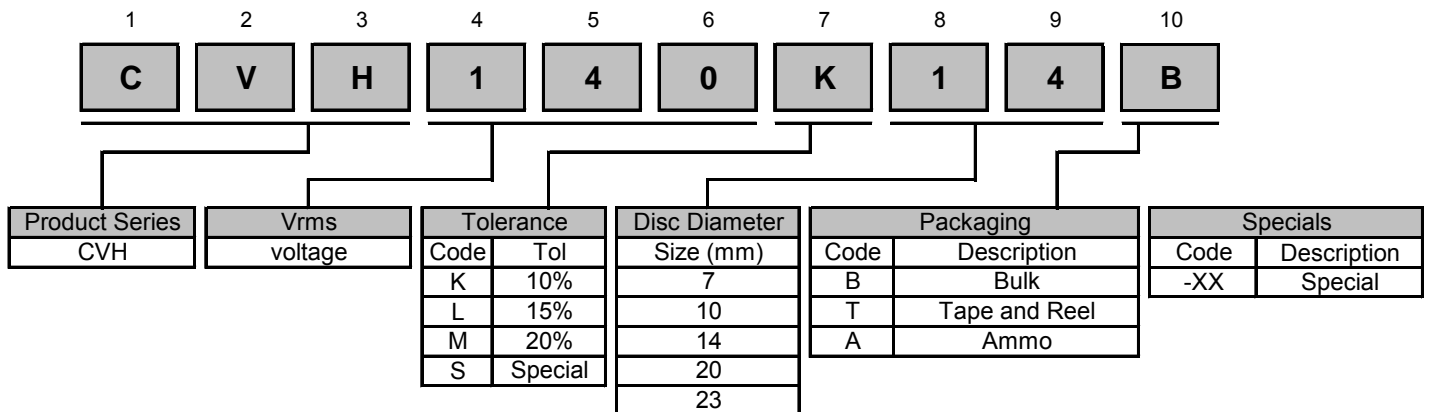 1 2 3 4 5 6 7 8 9 10
C V H 1 4 0 K 1 4 B
Product Series Vrms Tolerance Disc Diameter Packaging Specials
CVH voltage Code Tol Size (mm) Code Description Code Description
K 10% 7 B Bulk -XX Special
L 15% 10 T Tape and Reel
M 20% 14 A Ammo
S Special 20
23